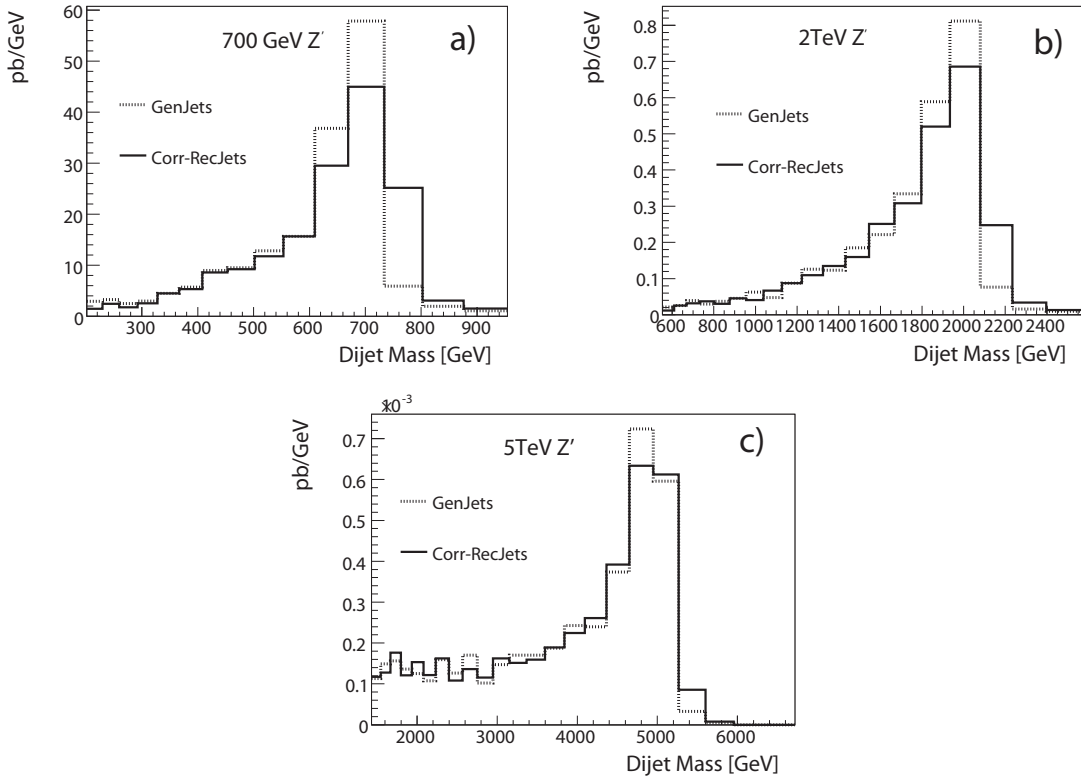 60
50
40
30
20
10
0
pb/GeV
700 GeV Z′
a)
GenJets
Corr-RecJets
300 400 500 600 700 800 900
Dijet Mass [GeV]
0.8
0.7
0.6
0.5
0.4
0.3
0.2
0.1
0
pb/GeV
2TeV Z′
b)
GenJets
Corr-RecJets
600 800 1000 1200 1400 1600 1800 2000 2200 2400
Dijet Mass [GeV]
×10⁻³
0.7
0.6
0.5
0.4
0.3
0.2
0.1
0
pb/GeV
5TeV Z′
c)
GenJets
Corr-RecJets
2000 3000 4000 5000 6000
Dijet Mass [GeV]